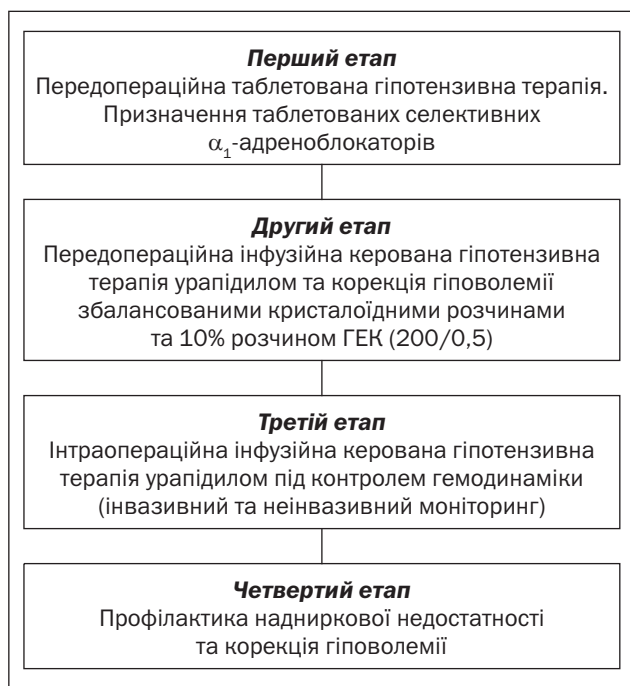 Перший етап
Передопераційна таблетована гіпотензивна терапія.
Призначення таблетованих селективних
α₁-адреноблокаторів
Другий етап
Передопераційна інфузійна керована гіпотензивна
терапія урапідилом та корекція гіповолемії
збалансованими кристалоїдними розчинами
та 10% розчином ГЕК (200/0,5)
Третій етап
Інтраопераційна інфузійна керована гіпотензивна
терапія урапідилом під контролем гемодинаміки
(інвазивний та неінвазивний моніторинг)
Четвертий етап
Профілактика надниркової недостатності
та корекція гіповолемії